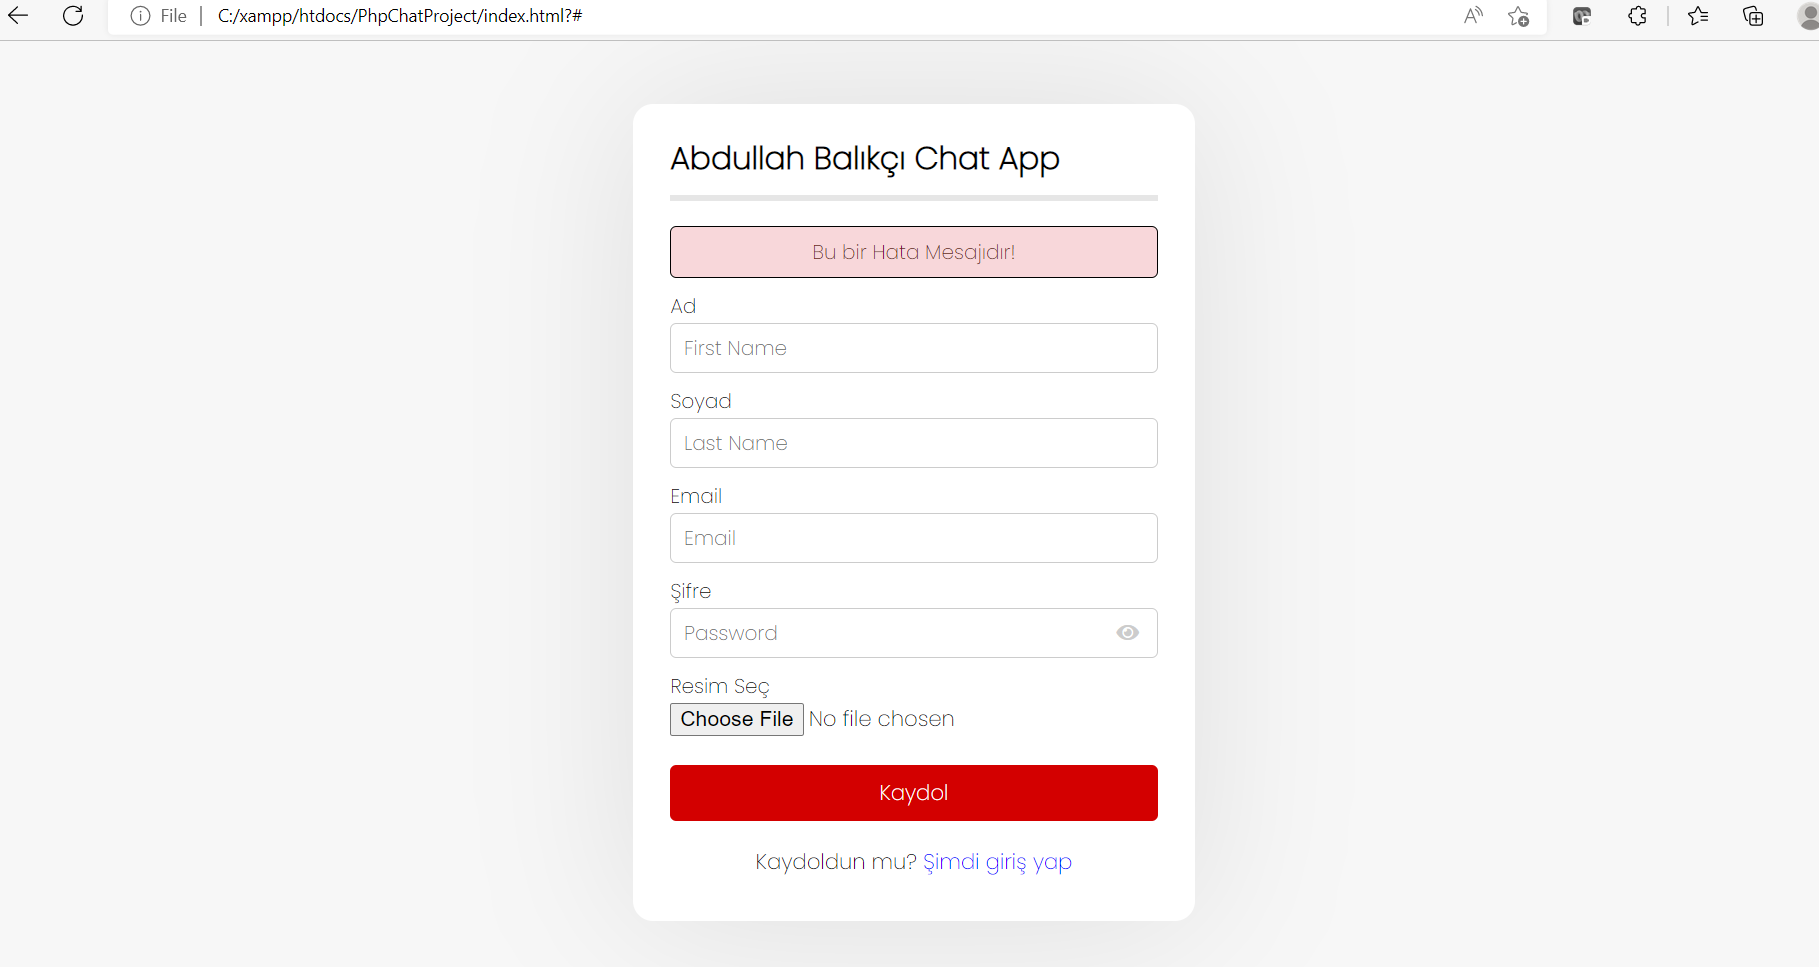 File | C:/xampp/htdocs/PhpChatProject/index.html?#
Abdullah Balıkçı Chat App
Bu bir Hata Mesajıdır!
Ad
First Name
Soyad
Last Name
Email
Email
Şifre
Password
Resim Seç
Choose File No file chosen
Kaydol
Kaydoldun mu? Şimdi giriş yap